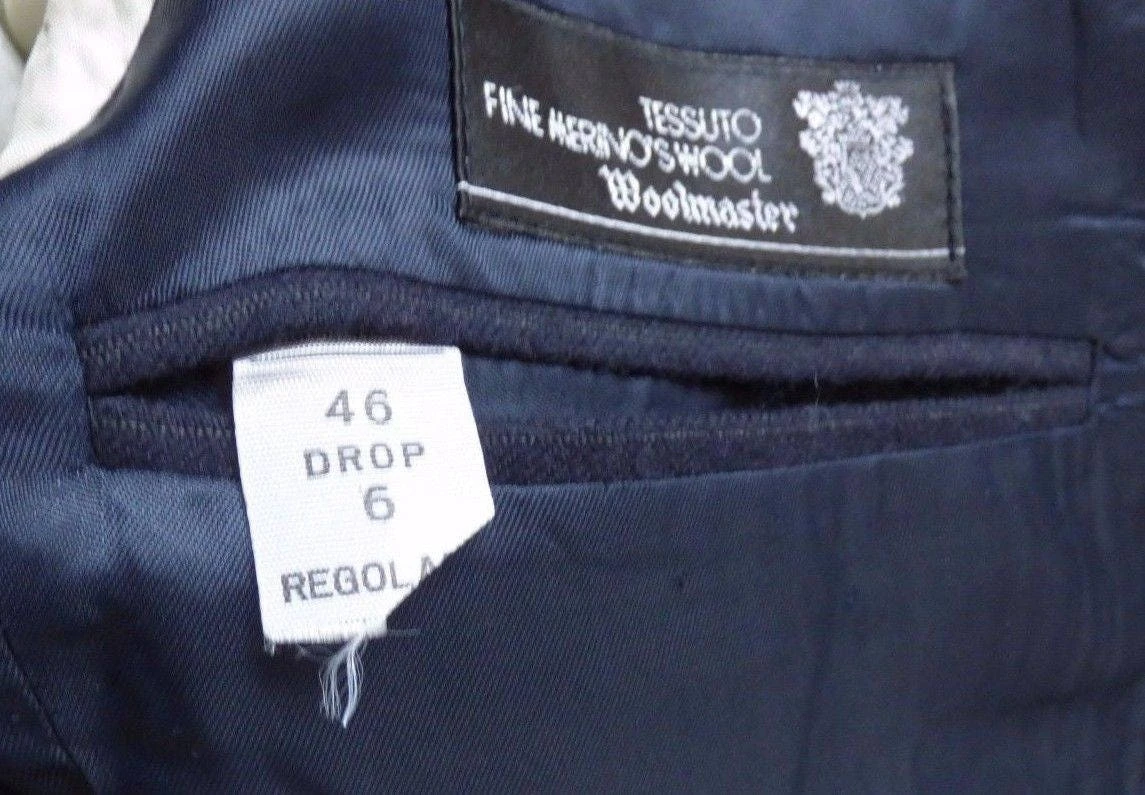 TESSUTO
FINE MERINO'S WOOL
Woolmaster
46
DROP
6
REGOLA